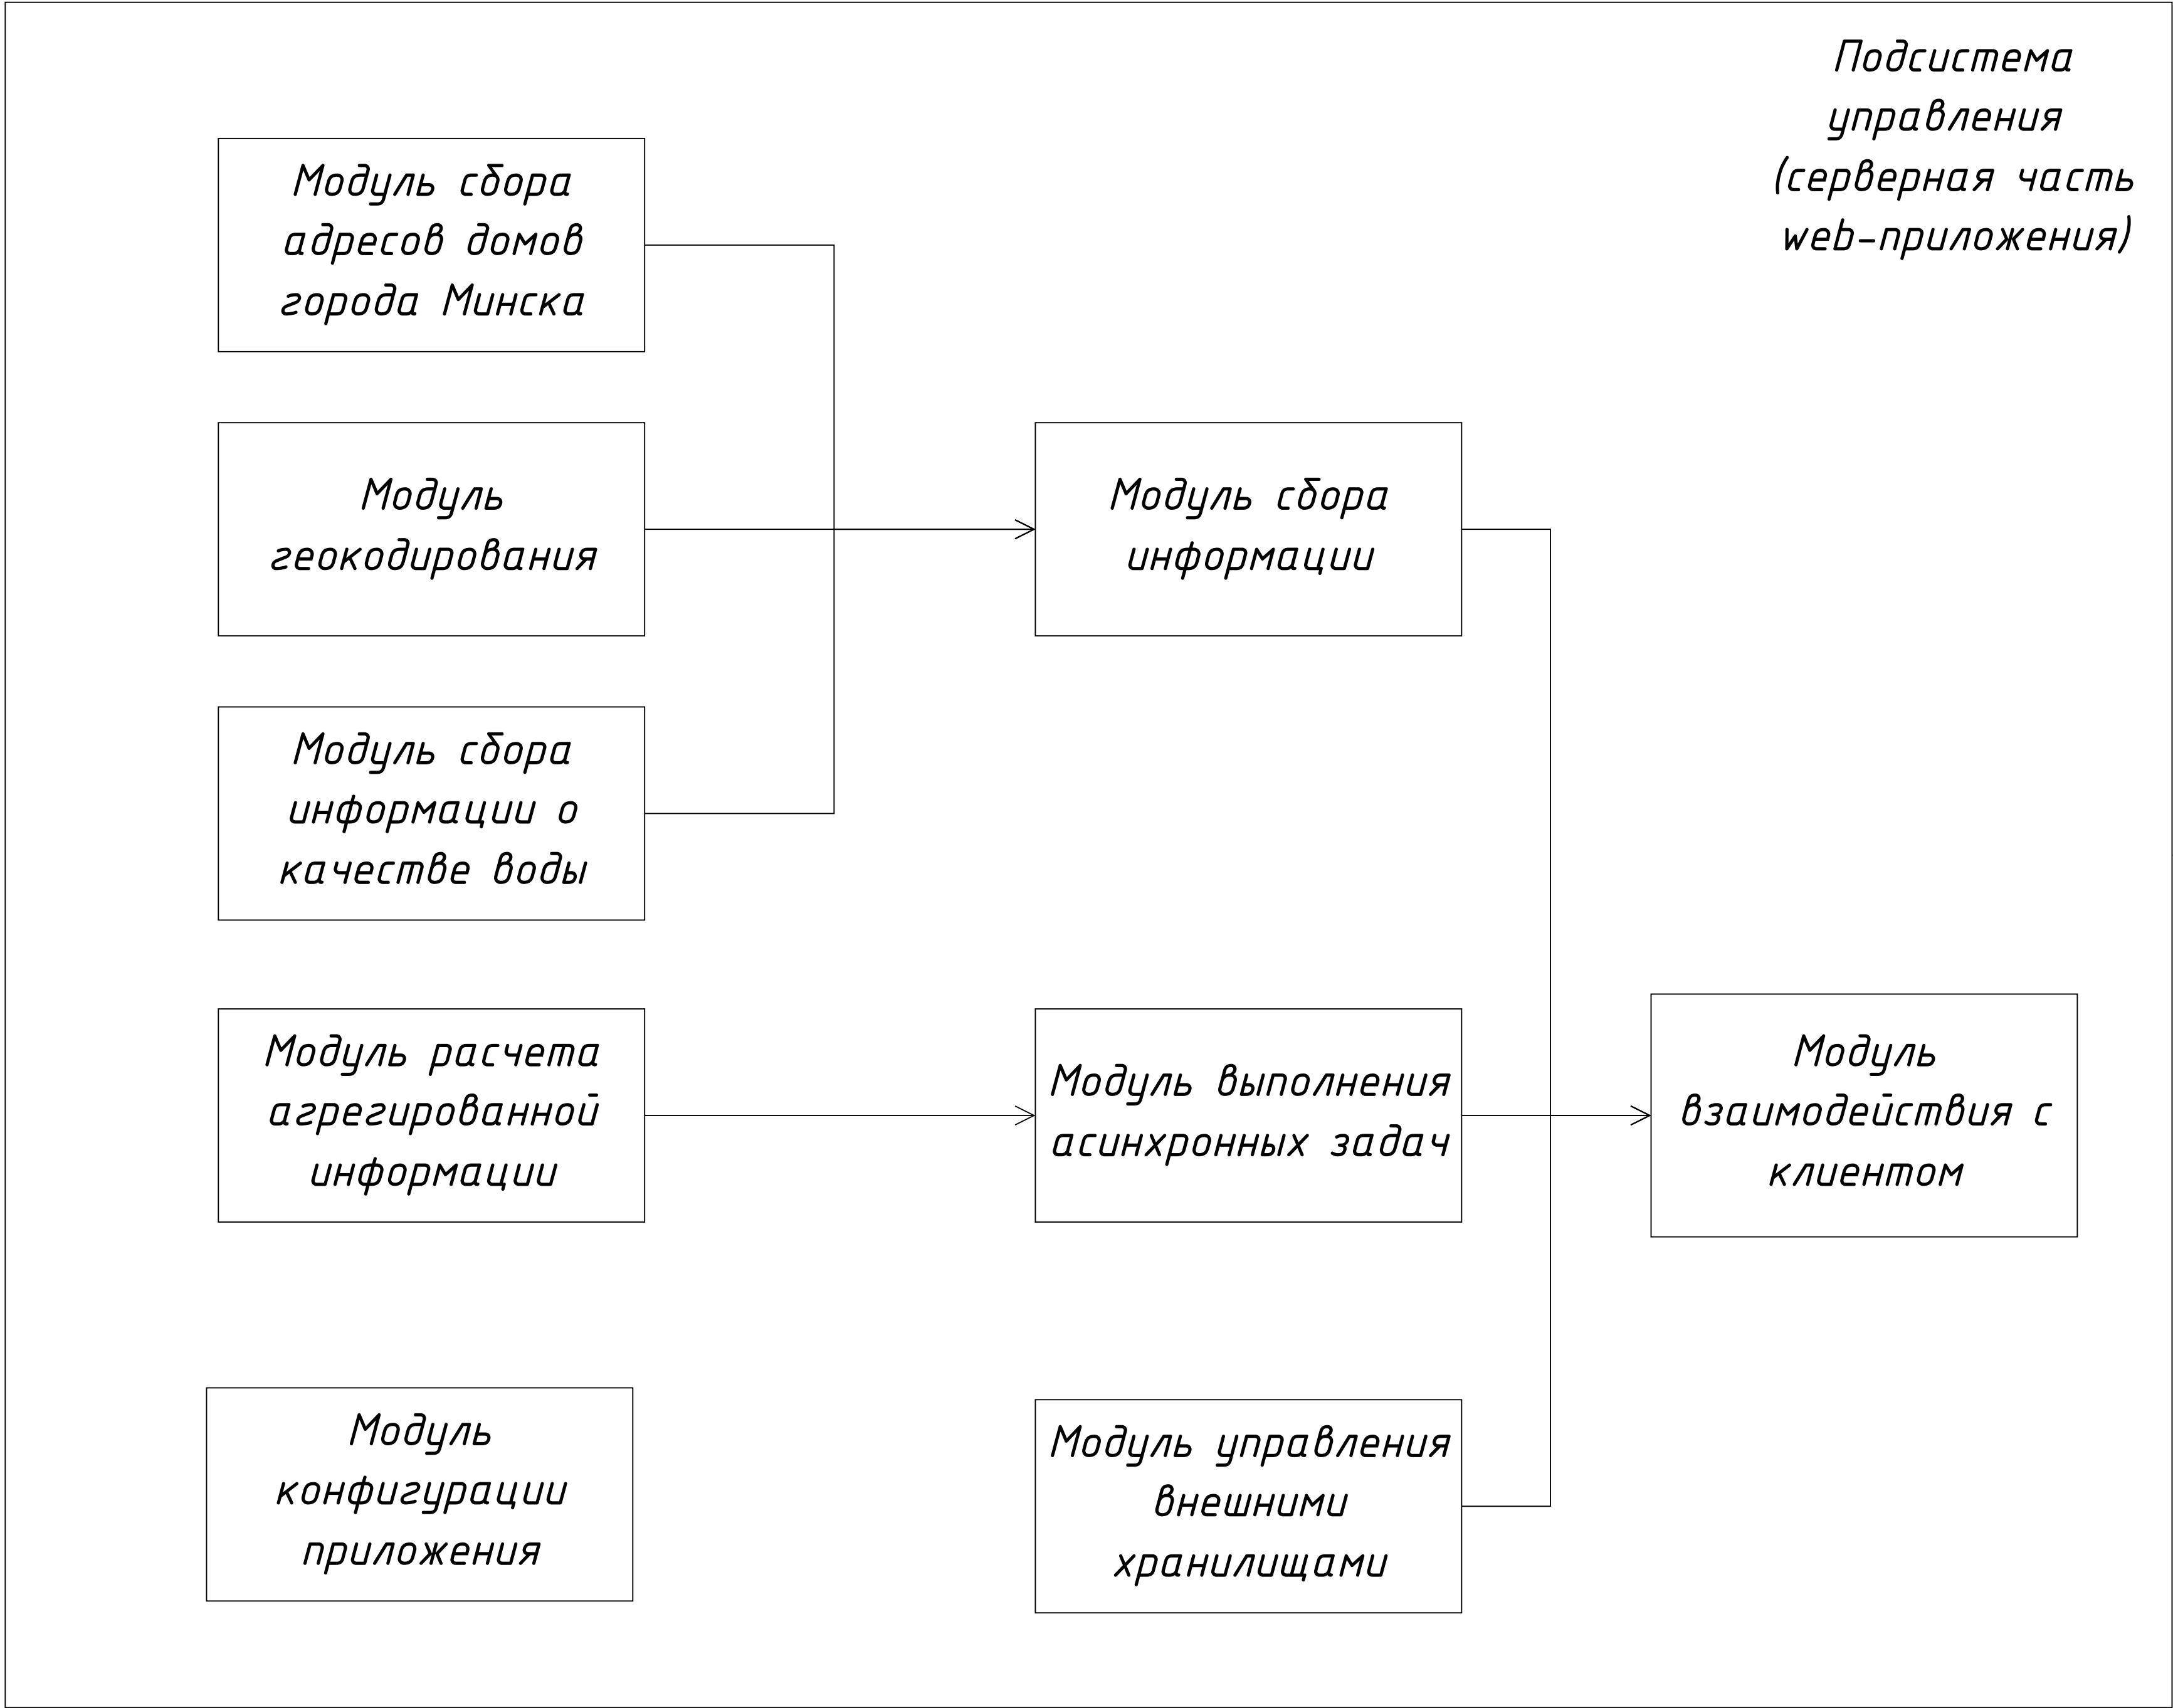 Подсистема
управления
(серверная часть
web-приложения)
Модуль сбора
адресов домов
города Минска
Модуль
геокодирования
Модуль сбора
информации
Модуль сбора
информации о
качестве воды
Модуль расчета
агрегированной
информации
Модуль выполнения
асинхронных задач
Модуль
взаимодействия с
клиентом
Модуль
конфигурации
приложения
Модуль управления
внешними
хранилищами